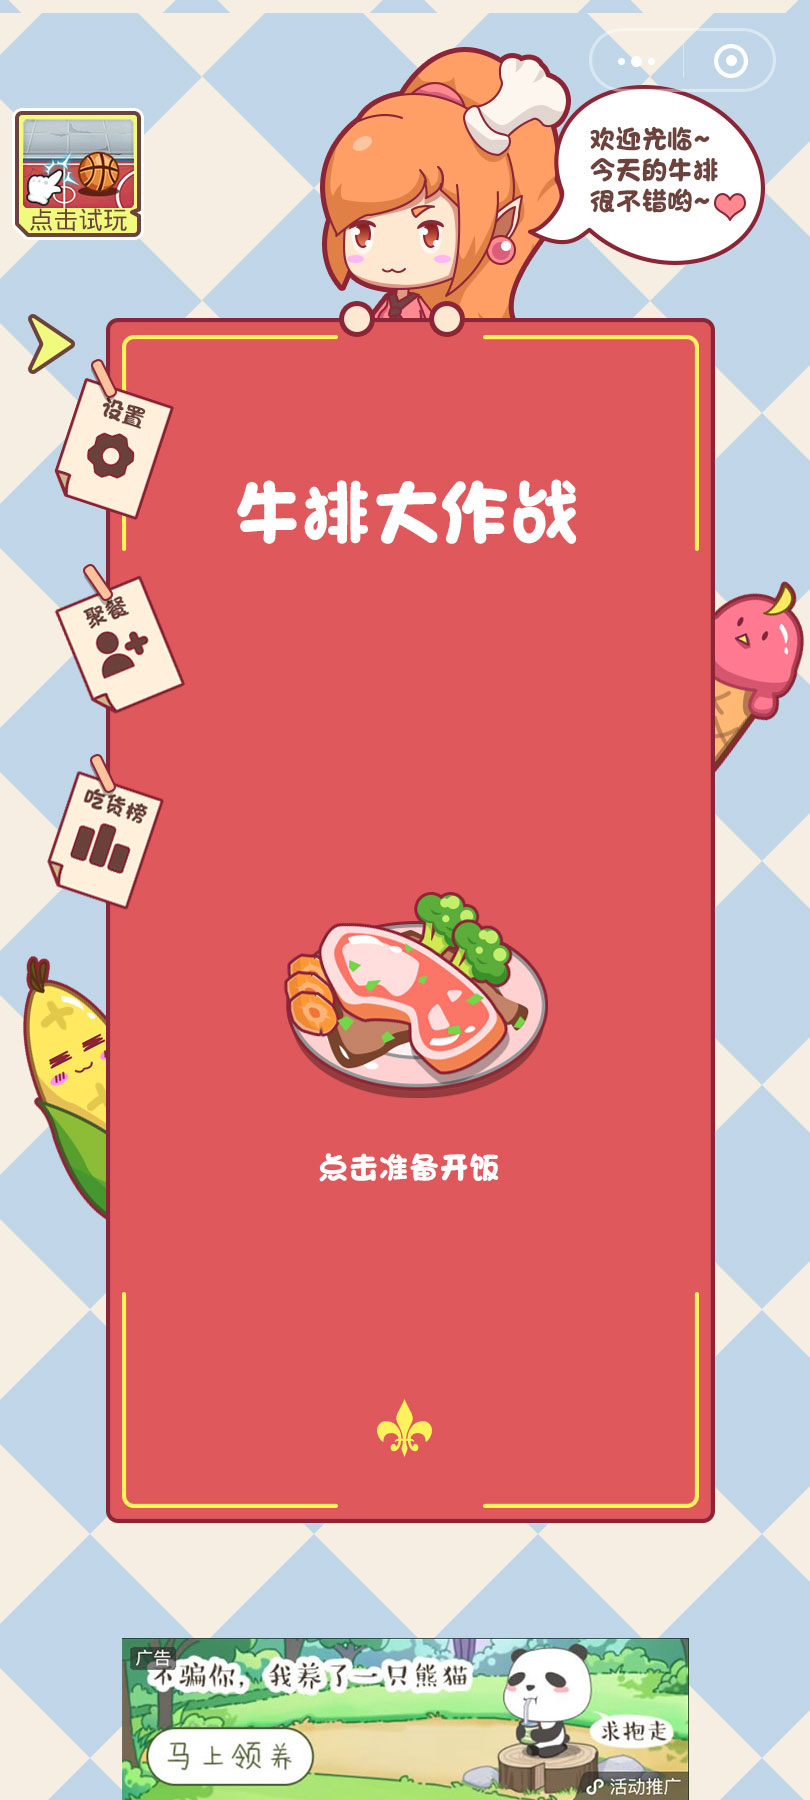 欢迎光临~
今天的牛排
很不错哟~
点击试玩
设置
牛排大作战
聚餐
吃货榜
点击准备开饭
广告
不骗你，我养了一只熊猫
求抱走
马上领养
活动推广